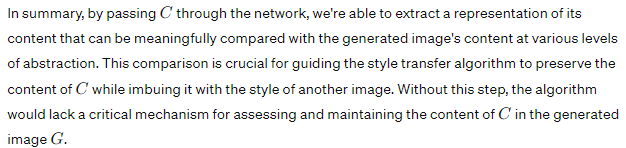 In summary, by passing C through the network, we're able to extract a representation of its
content that can be meaningfully compared with the generated image's content at various levels
of abstraction. This comparison is crucial for guiding the style transfer algorithm to preserve the
content of C while imbuing it with the style of another image. Without this step, the algorithm
would lack a critical mechanism for assessing and maintaining the content of C in the generated
image G.